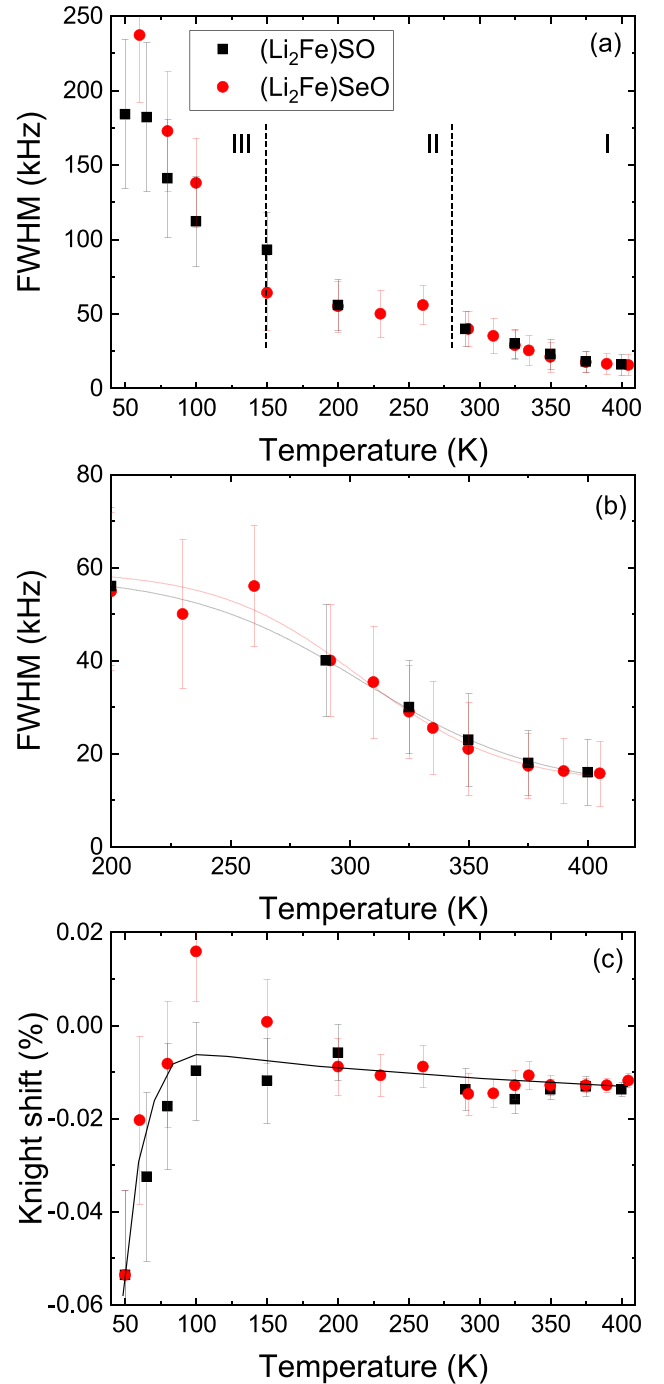 250
(a)
(Li₂Fe)SO
(Li₂Fe)SeO
200
III
II
I
150
100
50
0
FWHM (kHz)
50 100 150 200 250 300 350 400
Temperature (K)
80
(b)
60
40
20
0
FWHM (kHz)
200 250 300 350 400
Temperature (K)
0.02
(c)
0.00
-0.02
-0.04
-0.06
Knight shift (%)
50 100 150 200 250 300 350 400
Temperature (K)